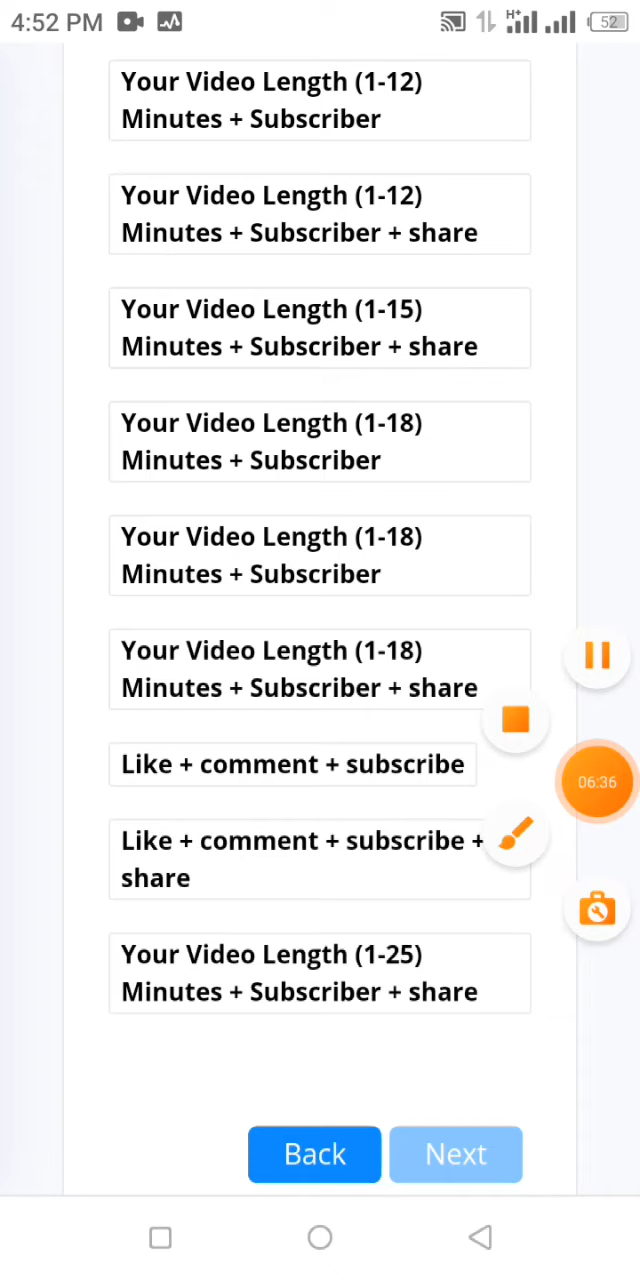 4:52 PM
H+
52
Your Video Length (1-12)
Minutes + Subscriber
Your Video Length (1-12)
Minutes + Subscriber + share
Your Video Length (1-15)
Minutes + Subscriber + share
Your Video Length (1-18)
Minutes + Subscriber
Your Video Length (1-18)
Minutes + Subscriber
Your Video Length (1-18)
Minutes + Subscriber + share
Like + comment + subscribe
06:36
Like + comment + subscribe +
share
Your Video Length (1-25)
Minutes + Subscriber + share
Back
Next